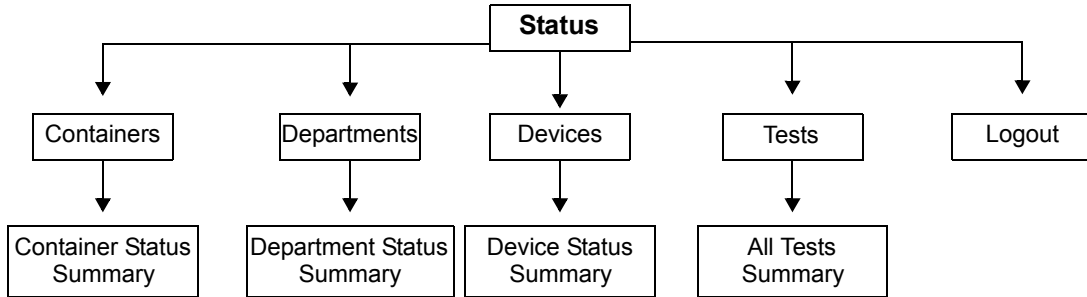 Status
Containers
Departments
Devices
Tests
Logout
Container Status
Summary
Department Status
Summary
Device Status
Summary
All Tests
Summary